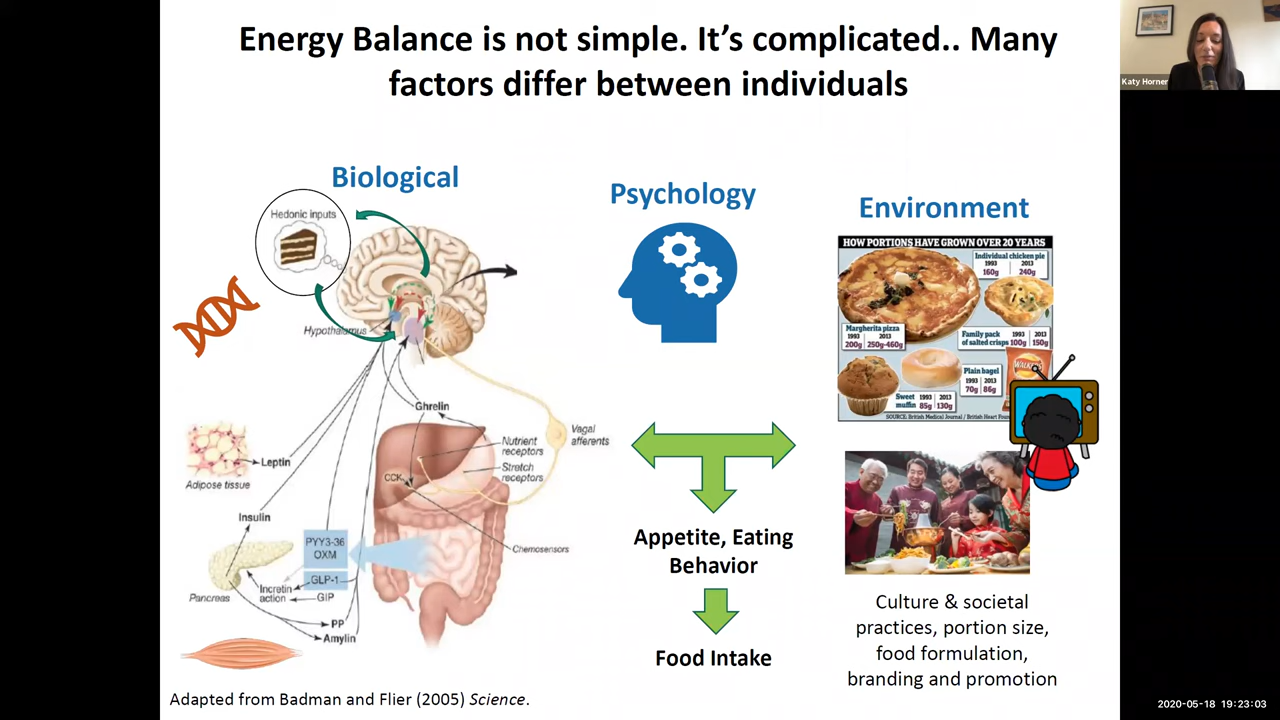 Energy Balance is not simple. It's complicated.. Many
factors differ between individuals
Katy Horner
Biological
Hedonic inputs
Hypothalamus
Ghrelin
Vagal
afferents
Nutrient
receptors
Stretch
receptors
CCK
Leptin
Adipose tissue
Insulin
PYY3-36
OXM
GLP-1
Chemosensors
Incretin
action
GIP
Pancreas
PP
Amylin
Adapted from Badman and Flier (2005) Science.
Psychology
Appetite, Eating
Behavior
Food Intake
Environment
HOW PORTIONS HAVE GROWN OVER 20 YEARS
Individual chicken pie
1993 2013
160g 240g
Margherita pizza
1993 2013
200g 250g-460g
Family pack
of salted crisps
1993 2013
100g 150g
WALKERS
Plain bagel
1993 2013
70g 86g
Sweet
muffin
1993 2013
85g 130g
SOURCE: British Medical Journal / British Heart
Culture & societal
practices, portion size,
food formulation,
branding and promotion
2020-05-18 19:23:03